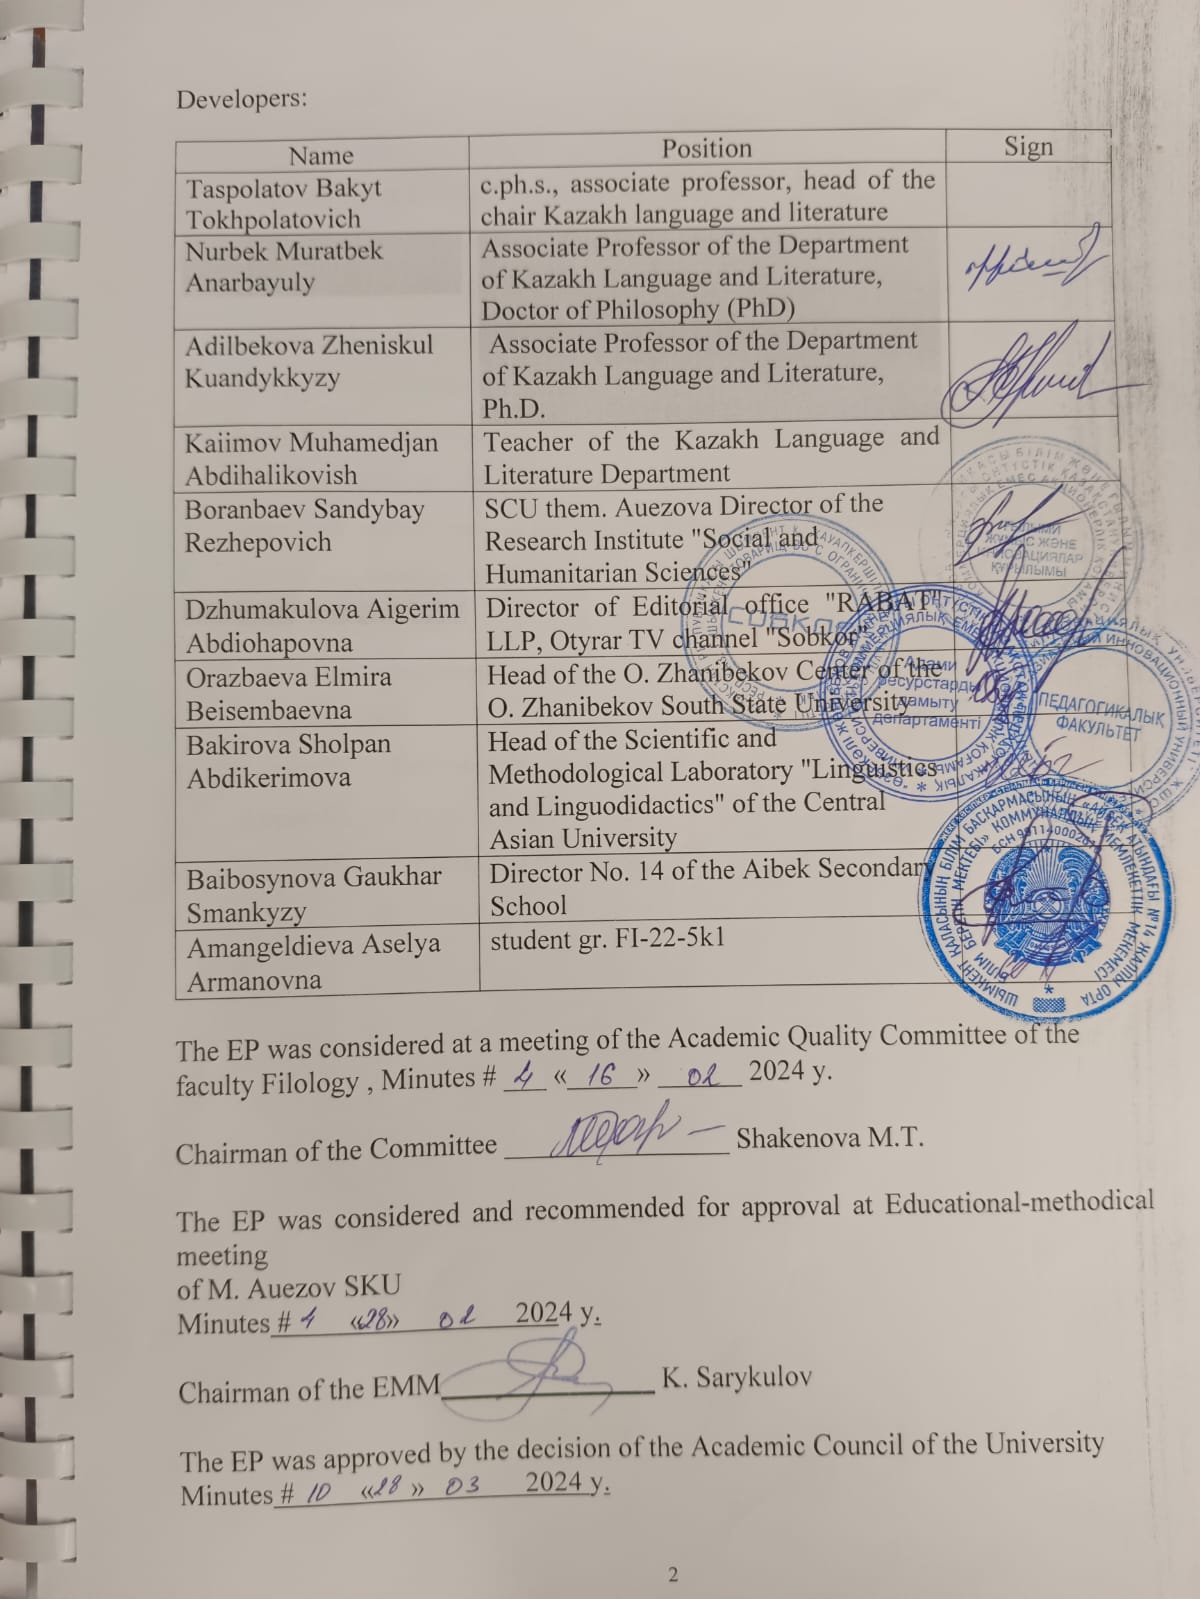 Developers:
Name Position Sign
Taspolatov Bakyt
Tokhpolatovich
c.ph.s., associate professor, head of the
chair Kazakh language and literature
Nurbek Muratbek
Anarbayuly
Associate Professor of the Department
of Kazakh Language and Literature,
Doctor of Philosophy (PhD)
Adilbekova Zheniskul
Kuandykkyzy
Associate Professor of the Department
of Kazakh Language and Literature,
Ph.D.
Kaiimov Muhamedjan
Abdihalikovish
Teacher of the Kazakh Language and
Literature Department
Boranbaev Sandybay
Rezhepovich
SCU them. Auezova Director of the
Research Institute "Social and
Humanitarian Sciences"
Dzhumakulova Aigerim
Abdiohapovna
Director of Editorial office "RABAT"
LLP, Otyrar TV channel "Sobkor"
Orazbaeva Elmira
Beisembaevna
Head of the O. Zhanibekov Center of the
O. Zhanibekov South State University
Bakirova Sholpan
Abdikerimova
Head of the Scientific and
Methodological Laboratory "Linguistics
and Linguodidactics" of the Central
Asian University
Baibosynova Gaukhar
Smankyzy
Director No. 14 of the Aibek Secondary
School
Amangeldieva Aselya
Armanovna
student gr. FI-22-5k1
ҒЫЛЫМИ
ЖҰМЫС ЖӘНЕ
ИННОВАЦИЯЛАР
ҚҰРЫЛЫМЫ
Адами
ресурстарды
дамыту
департаменті
ПЕДАГОГИКАЛЫҚ
ФАКУЛЬТЕТ
The EP was considered at a meeting of the Academic Quality Committee of the
faculty Filology , Minutes # 4 « 16 » 02 2024 y.
Chairman of the Committee Shakenova M.T.
The EP was considered and recommended for approval at Educational-methodical
meeting
of M. Auezov SKU
Minutes # 4 «28» 02 2024 y.
Chairman of the EMM K. Sarykulov
The EP was approved by the decision of the Academic Council of the University
Minutes # 10 «28 » 03 2024 y.
2